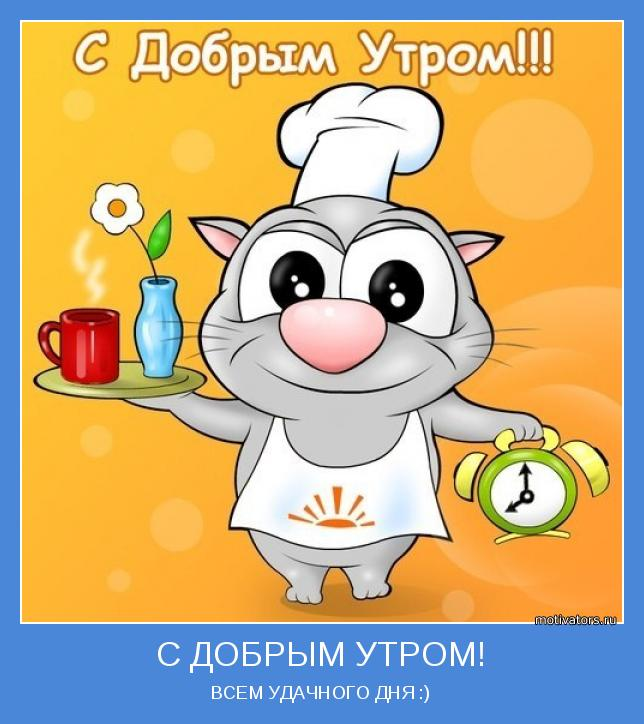 С Добрым Утром!!!
motivators.ru
С ДОБРЫМ УТРОМ!
ВСЕМ УДАЧНОГО ДНЯ :)